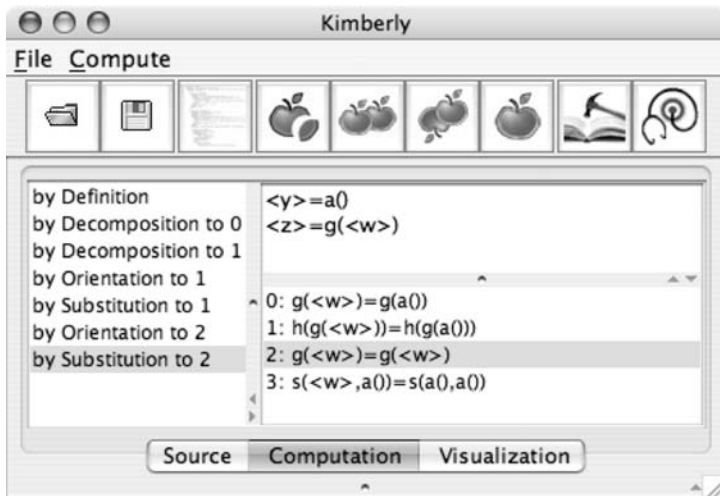 Kimberly
File Compute
by Definition
by Decomposition to 0
by Decomposition to 1
by Orientation to 1
by Substitution to 1
by Orientation to 2
by Substitution to 2
<y>=a()
<z>=g(<w>)
0: g(<w>)=g(a())
1: h(g(<w>))=h(g(a()))
2: g(<w>)=g(<w>)
3: s(<w>,a())=s(a(),a())
Source Computation Visualization